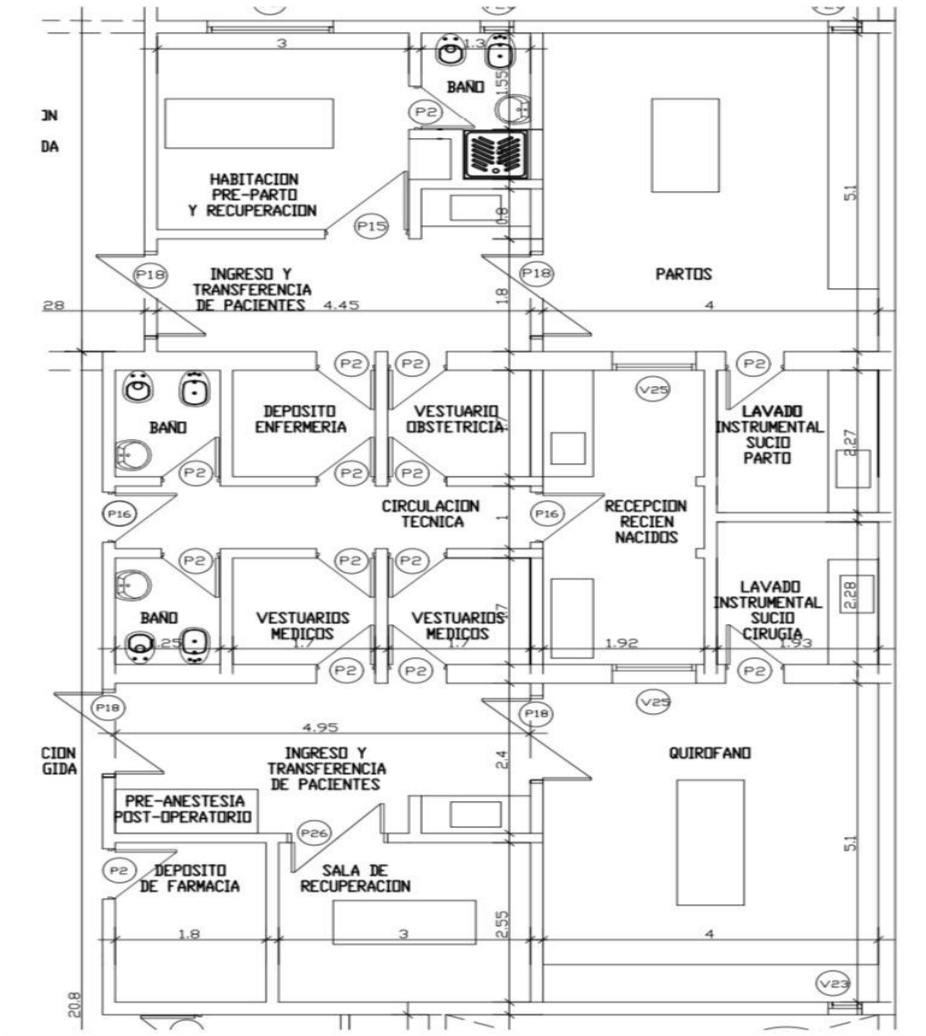 3
1.3
BAÑO
1.55
P2
ON
DA
HABITACION
PRE-PARTO
Y RECUPERACION
P15
0.8
5.1
P18
INGRESO Y
TRANSFERENCIA
DE PACIENTES
P18
1.8
PARTOS
28
4.45
4
P2
P2
P2
V25
BAÑO
DEPOSITO
ENFERMERIA
VESTUARIO
OBSTETRICIA
LAVADO
INSTRUMENTAL
SUCIO
PARTO
2.27
P2
P2
P2
P16
CIRCULACION
TECNICA
1
P16
RECEPCION
RECIEN
NACIDOS
P2
P2
P2
BAÑO
VESTUARIOS
MEDICOS
VESTUARIOS
MEDICOS
LAVADO
INSTRUMENTAL
SUCIO
CIRUGIA
2.28
.25
1.7
1.7
1.92
1.93
P2
P2
P2
V25
P18
P18
4.95
CION
GIDA
INGRESO Y
TRANSFERENCIA
DE PACIENTES
2.4
QUIROFANO
PRE-ANESTESIA
POST-OPERATORIO
P26
5.1
P2
DEPOSITO
DE FARMACIA
SALA DE
RECUPERACION
1.8
3
2.55
4
V23
20.8